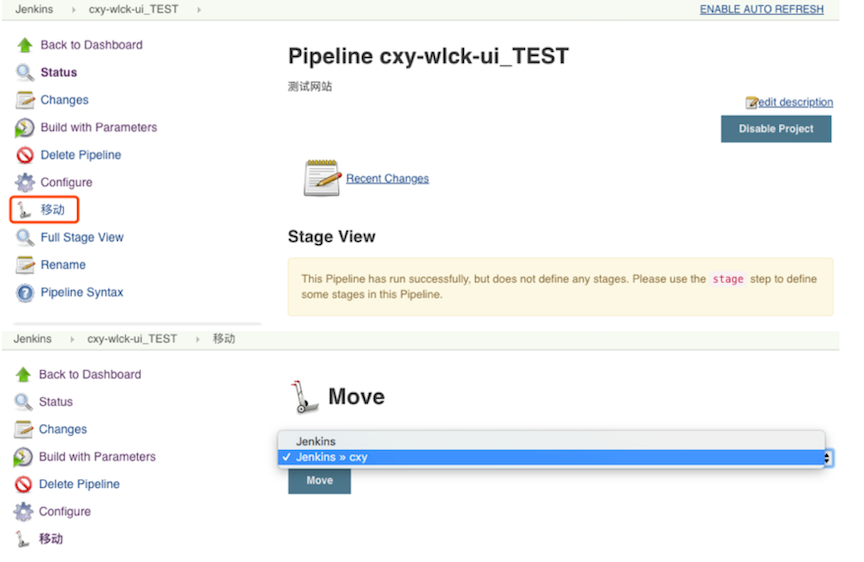 Jenkins cxy-wlck-ui_TEST ENABLE AUTO REFRESH
Back to Dashboard
Status
Changes
Build with Parameters
Delete Pipeline
Configure
移动
Full Stage View
Rename
Pipeline Syntax
Pipeline cxy-wlck-ui_TEST
测试网站
edit description
Disable Project
Recent Changes
Stage View
This Pipeline has run successfully, but does not define any stages. Please use the stage step to define
some stages in this Pipeline.
Jenkins cxy-wlck-ui_TEST 移动
Back to Dashboard
Status
Changes
Build with Parameters
Delete Pipeline
Configure
移动
Move
Jenkins
✓ Jenkins » cxy
Move